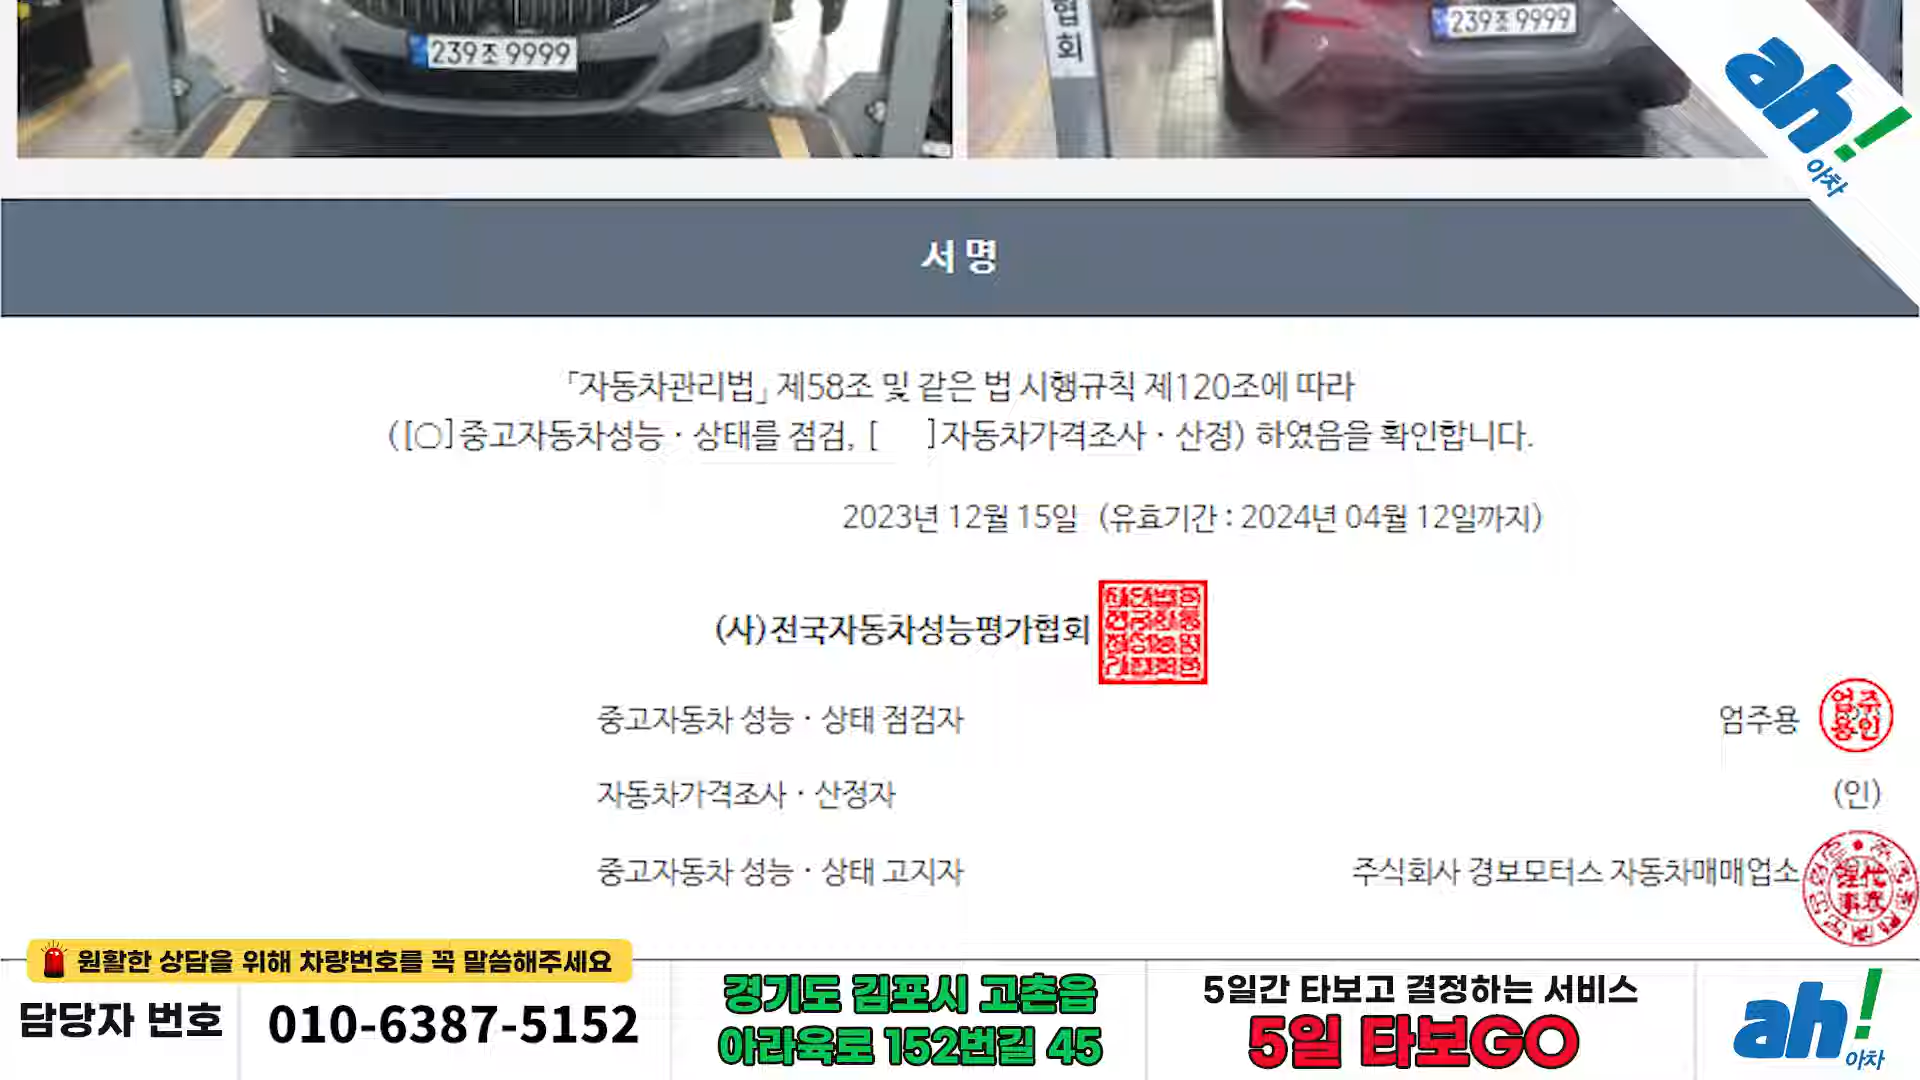 239조 9999
업회
239조 9999
ah!
아차
서명
「자동차관리법」 제58조 및 같은 법 시행규칙 제120조에 따라
([○]중고자동차성능·상태를 점검, [ ]자동차가격조사·산정) 하였음을 확인합니다.
2023년 12월 15일 (유효기간 : 2024년 04월 12일까지)
(사)전국자동차성능평가협회
중고자동차 성능·상태 점검자 엄주용
엄주용인
자동차가격조사·산정자 (인)
중고자동차 성능·상태 고지자 주식회사 경보모터스 자동차매매업소
원활한 상담을 위해 차량번호를 꼭 말씀해주세요
담당자 번호 010-6387-5152
경기도 김포시 고촌읍
아라육로 152번길 45
5일간 타보고 결정하는 서비스
5일 타보GO
ah!
아차